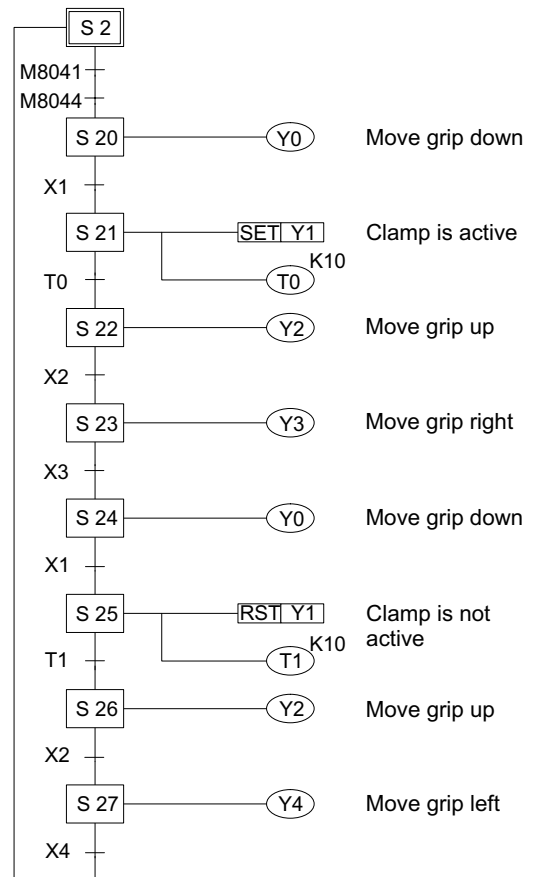 S 2
M8041
M8044
S 20 Y0 Move grip down
X1
S 21 SET Y1 Clamp is active
K10
T0 T0
S 22 Y2 Move grip up
X2
S 23 Y3 Move grip right
X3
S 24 Y0 Move grip down
X1
S 25 RST Y1 Clamp is not
active
K10
T1 T1
S 26 Y2 Move grip up
X2
S 27 Y4 Move grip left
X4